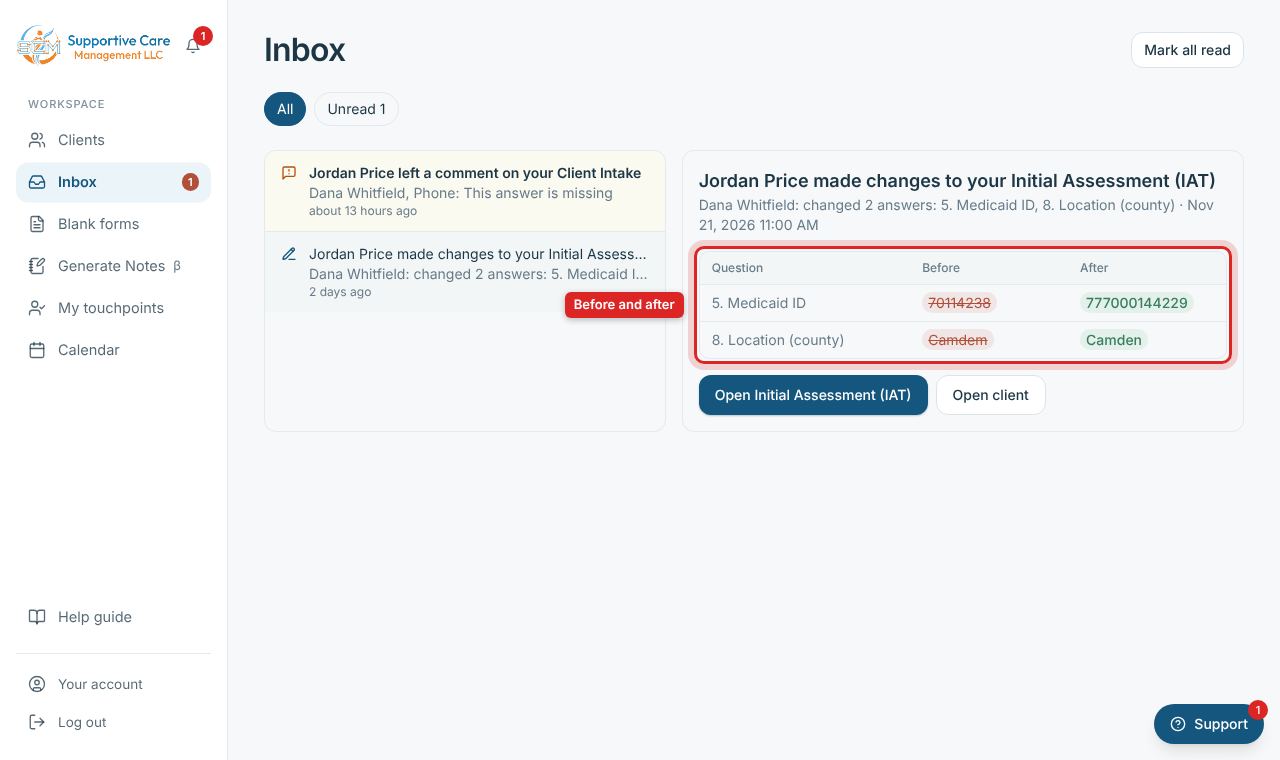 SCM Supportive Care
Management LLC
1
WORKSPACE
Clients
Inbox 1
Blank forms
Generate Notes β
My touchpoints
Calendar
Help guide
Your account
Log out
Inbox
Mark all read
All
Unread 1
Jordan Price left a comment on your Client Intake
Dana Whitfield, Phone: This answer is missing
about 13 hours ago
Jordan Price made changes to your Initial Assess...
Dana Whitfield: changed 2 answers: 5. Medicaid I...
2 days ago
Before and after
Jordan Price made changes to your Initial Assessment (IAT)
Dana Whitfield: changed 2 answers: 5. Medicaid ID, 8. Location (county) · Nov
21, 2026 11:00 AM
Question Before After
5. Medicaid ID 70114238 777000144229
8. Location (county) Camdem Camden
Open Initial Assessment (IAT)
Open client
Support
1